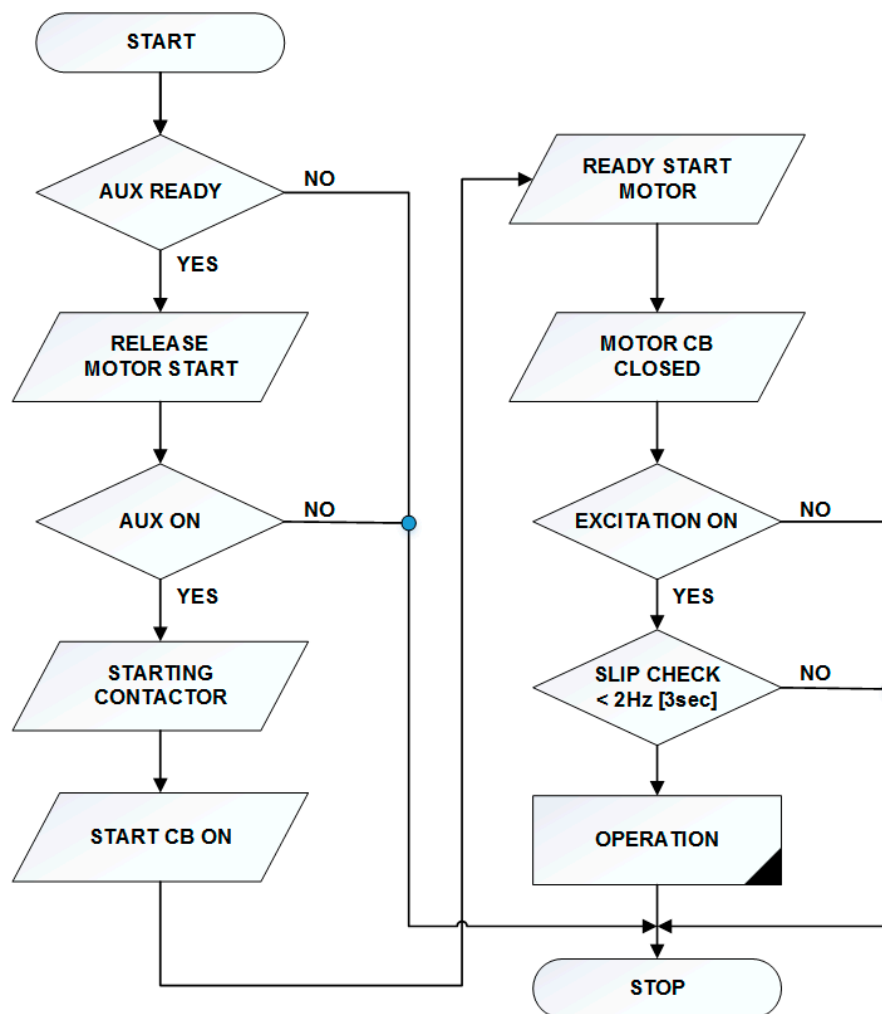 START
AUX READY
NO
YES
RELEASE
MOTOR START
AUX ON
NO
YES
STARTING
CONTACTOR
START CB ON
READY START
MOTOR
MOTOR CB
CLOSED
EXCITATION ON
NO
YES
SLIP CHECK
< 2Hz [3sec]
NO
OPERATION
STOP